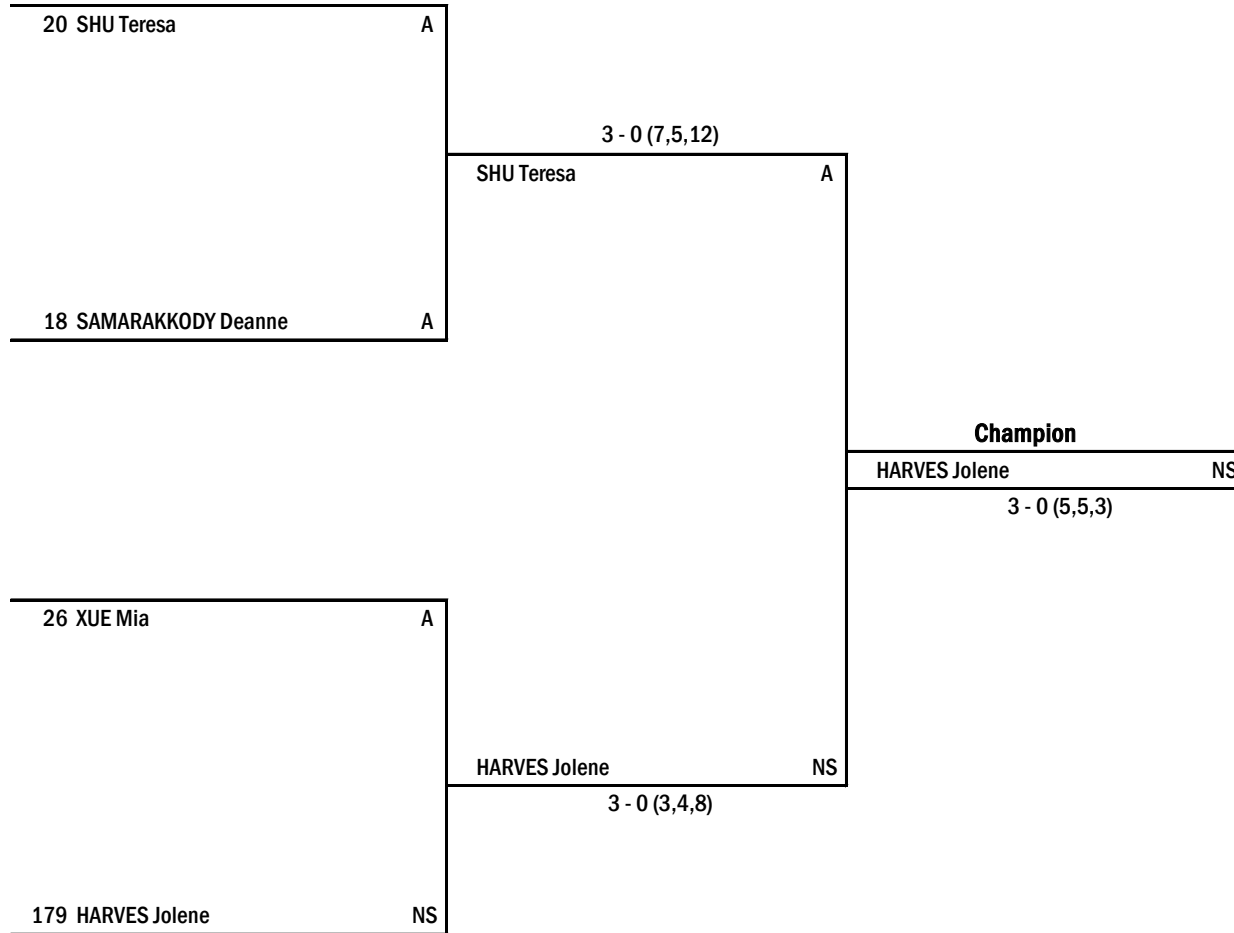 20 SHU Teresa A
3 - 0 (7,5,12)
SHU Teresa A
18 SAMARAKKODY Deanne A
Champion
HARVES Jolene NS
3 - 0 (5,5,3)
26 XUE Mia A
HARVES Jolene NS
3 - 0 (3,4,8)
179 HARVES Jolene NS